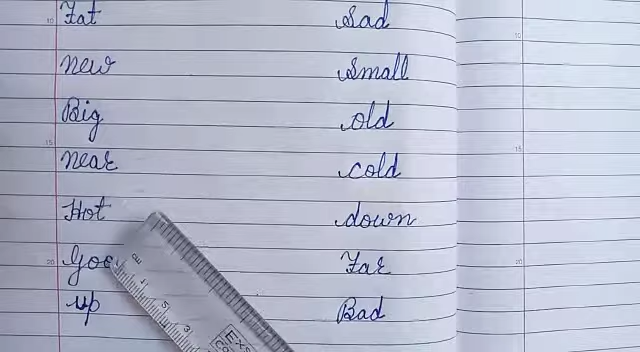 Fat Sad
New Small
Big old
Near cold
Hot down
Far
up Bad